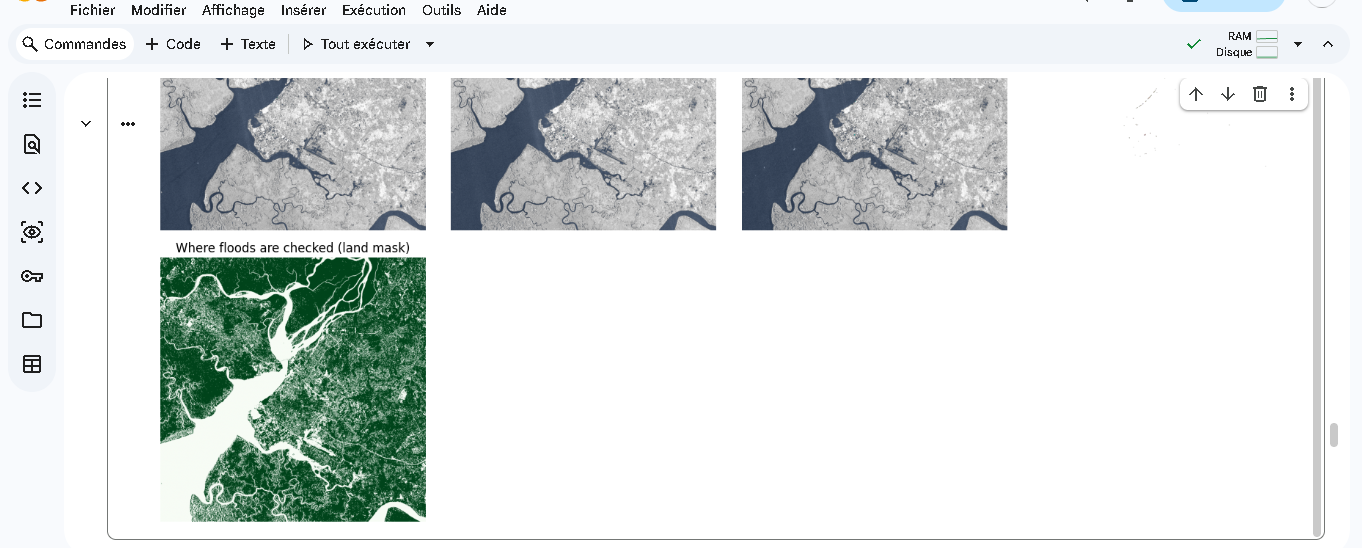 Fichier Modifier Affichage Insérer Exécution Outils Aide
Commandes + Code + Texte Tout exécuter
RAM
Disque
Where floods are checked (land mask)